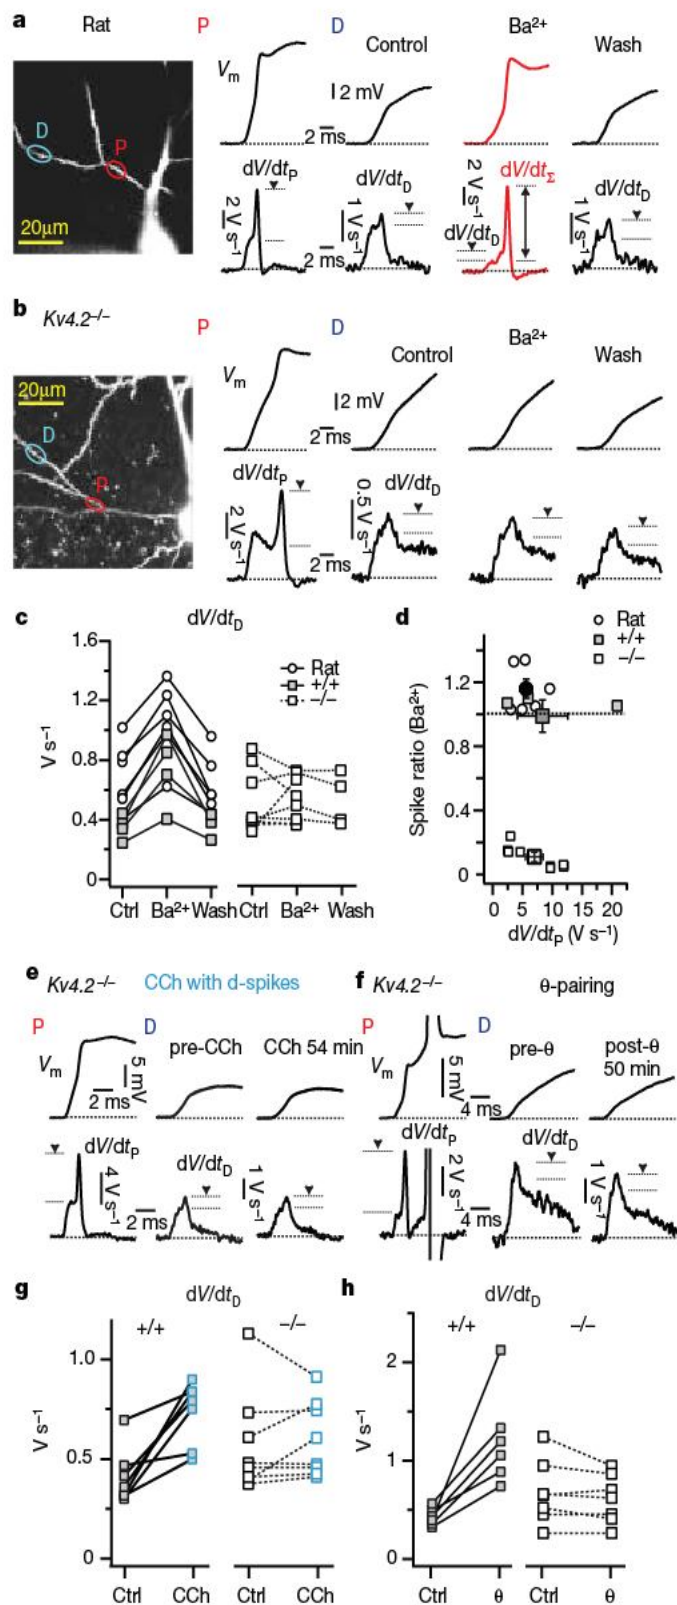 a Rat P D Control Ba²⁺ Wash
Vm
2 mV
2 ms
D P
20µm
dV/dtP dV/dtD dV/dtΣ dV/dtD
2 V s⁻¹ 1 V s⁻¹ dV/dtD 2 V s⁻¹ 1 V s⁻¹
2 ms
b Kv4.2⁻/⁻ P D Control Ba²⁺ Wash
Vm
2 mV
2 ms
20µm
D P
dV/dtP dV/dtD
2 V s⁻¹ 0.5 V s⁻¹
2 ms
c dV/dtD
1.6
1.2
0.8
0.4
0
V s⁻¹
Rat
+/+
−/−
Ctrl Ba²⁺ Wash Ctrl Ba²⁺ Wash
d
Rat
+/+
−/−
Spike ratio (Ba²⁺)
1.2
0.8
0.4
0
0 5 10 15 20
dV/dtP (V s⁻¹)
e Kv4.2⁻/⁻ CCh with d-spikes
P D
pre-CCh CCh 54 min
Vm
5 mV
2 ms
dV/dtP dV/dtD
4 V s⁻¹ 1 V s⁻¹
2 ms
f Kv4.2⁻/⁻ θ-pairing
P D
pre-θ post-θ
50 min
Vm
5 mV
4 ms
dV/dtP dV/dtD
2 V s⁻¹ 1 V s⁻¹
4 ms
g dV/dtD
+/+ −/−
1.0
0.5
0
V s⁻¹
Ctrl CCh Ctrl CCh
h dV/dtD
+/+ −/−
2
1
0
V s⁻¹
Ctrl θ Ctrl θ